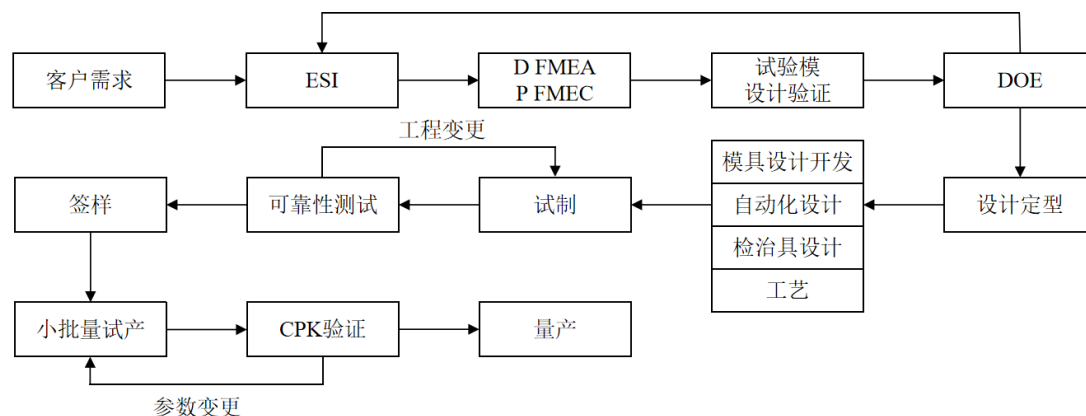 客户需求
ESI
D FMEA
P FMEC
试验模
设计验证
DOE
工程变更
签样
可靠性测试
试制
模具设计开发
自动化设计
检治具设计
工艺
设计定型
小批量试产
CPK验证
量产
参数变更